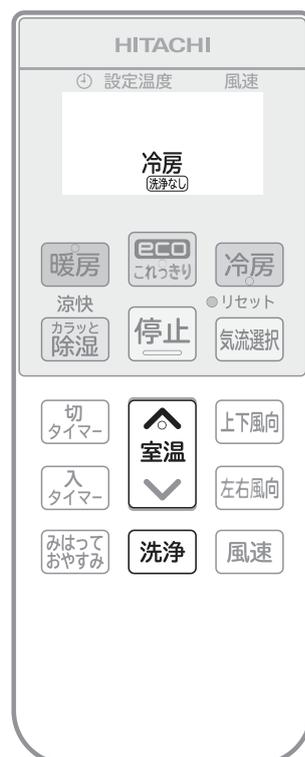 HITACHI
設定温度 風速
冷房
洗浄なし
暖房 eco これっきり 冷房
涼快 リセット
カラッと除湿 停止 気流選択
切タイマー 室温 上下風向
入タイマー 左右風向
みはっておやすみ 洗浄 風速